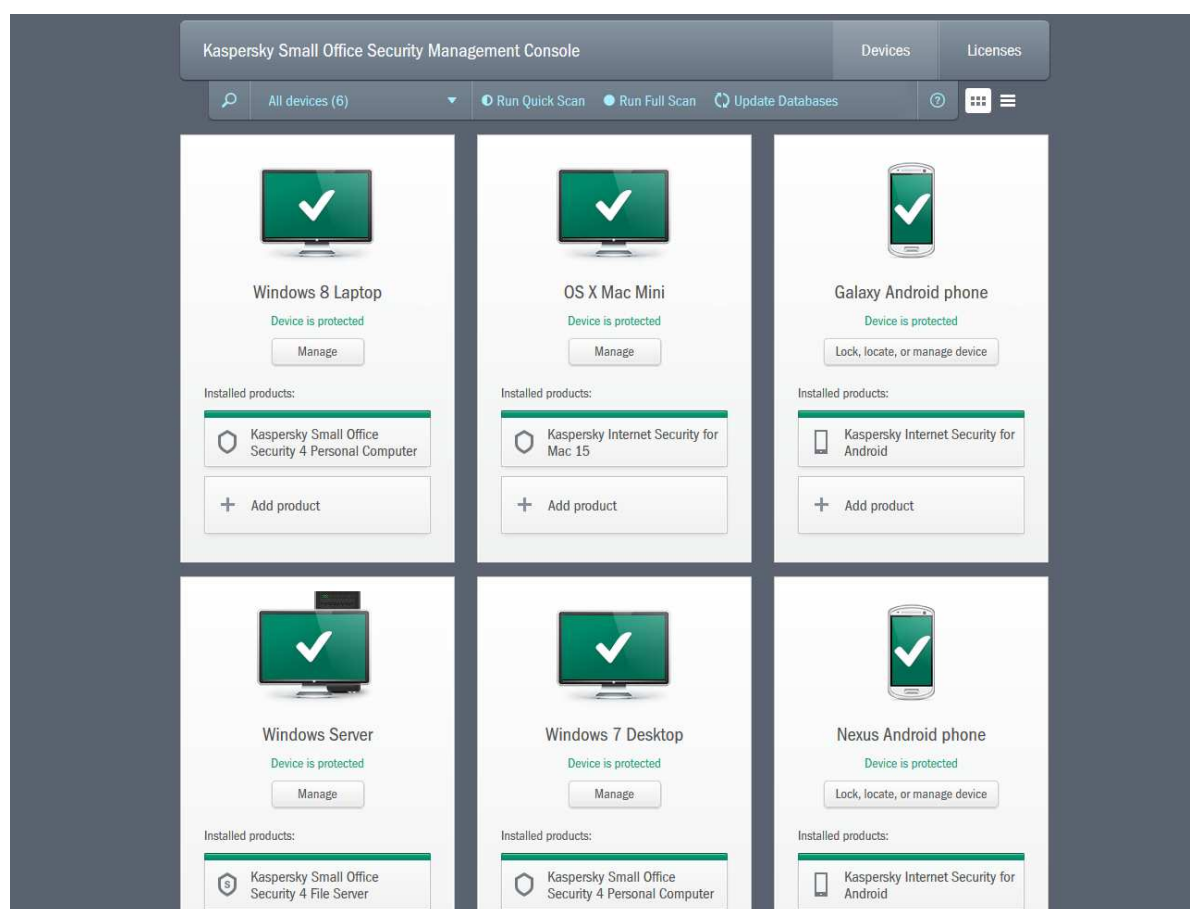 Kaspersky Small Office Security Management Console
Devices
Licenses
All devices (6)
Run Quick Scan
Run Full Scan
Update Databases
?
Windows 8 Laptop
Device is protected
Manage
Installed products:
Kaspersky Small Office
Security 4 Personal Computer
Add product
OS X Mac Mini
Device is protected
Manage
Installed products:
Kaspersky Internet Security for
Mac 15
Add product
Galaxy Android phone
Device is protected
Lock, locate, or manage device
Installed products:
Kaspersky Internet Security for
Android
Add product
Windows Server
Device is protected
Manage
Installed products:
S
Kaspersky Small Office
Security 4 File Server
Windows 7 Desktop
Device is protected
Manage
Installed products:
Kaspersky Small Office
Security 4 Personal Computer
Nexus Android phone
Device is protected
Lock, locate, or manage device
Installed products:
Kaspersky Internet Security for
Android